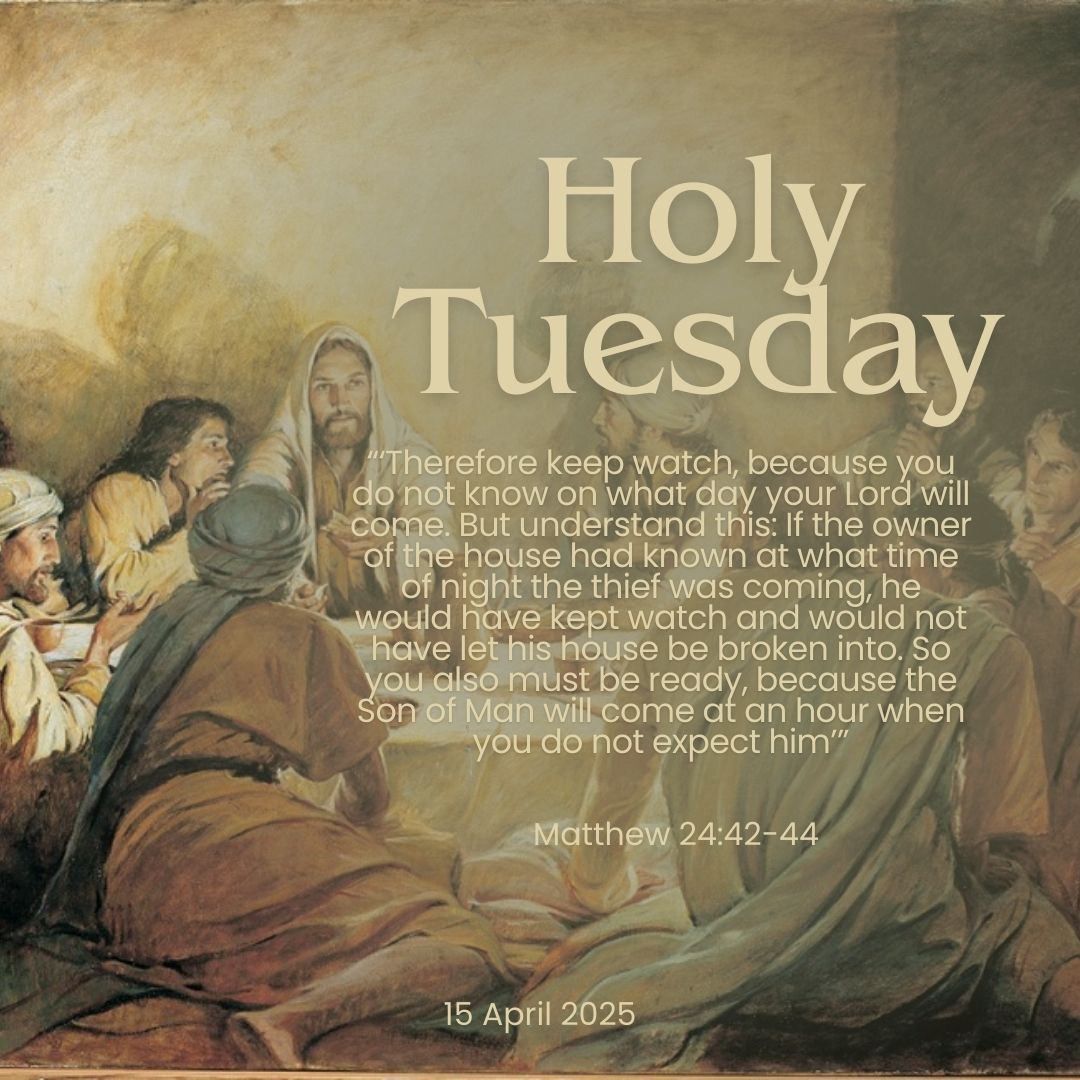 Holy
Tuesday
“‘Therefore keep watch, because you
do not know on what day your Lord will
come. But understand this: If the owner
of the house had known at what time
of night the thief was coming, he
would have kept watch and would not
have let his house be broken into. So
you also must be ready, because the
Son of Man will come at an hour when
you do not expect him’”
Matthew 24:42-44
15 April 2025